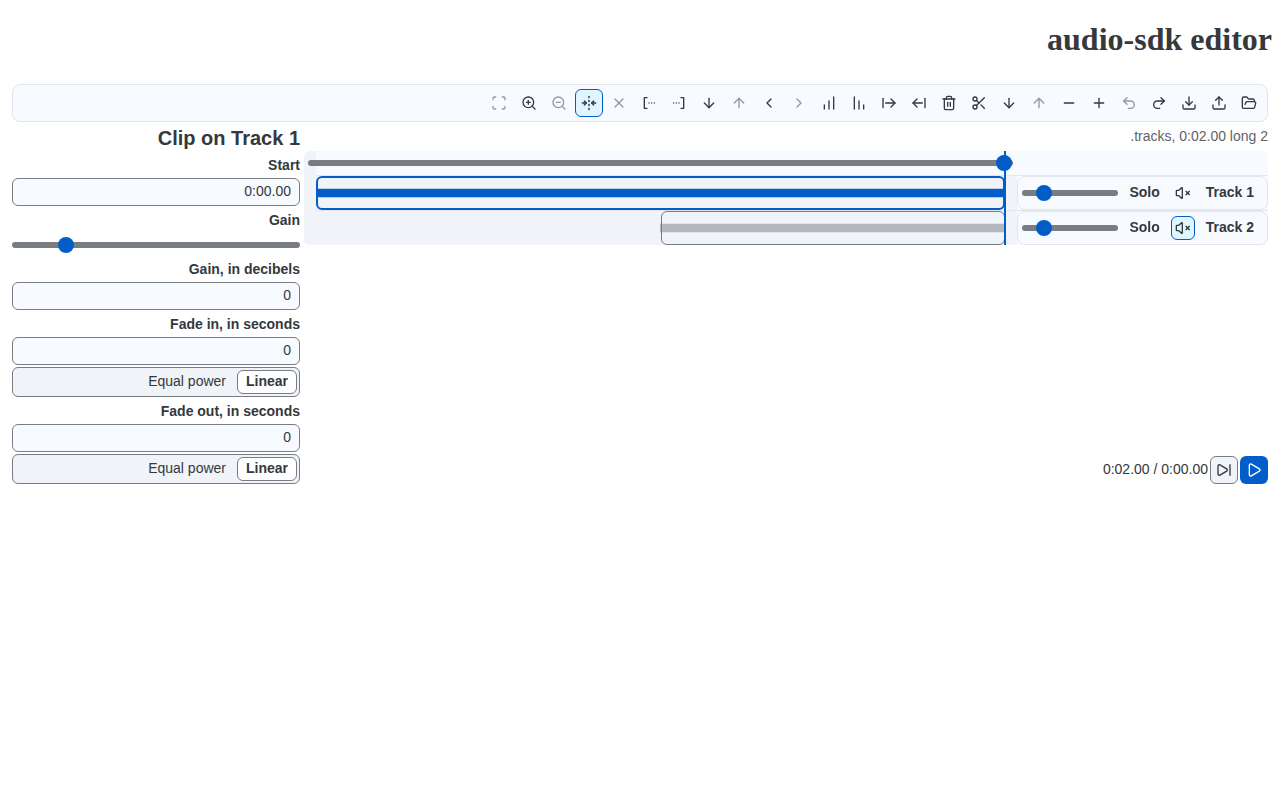 audio-sdk editor
.tracks, 0:02.00 long 2
Solo
Track 1
Solo
Track 2
Clip on Track 1
Start
0:00.00
Gain
Gain, in decibels
0
Fade in, in seconds
0
Equal power
Linear
Fade out, in seconds
0
Equal power
Linear
0:02.00 / 0:00.00